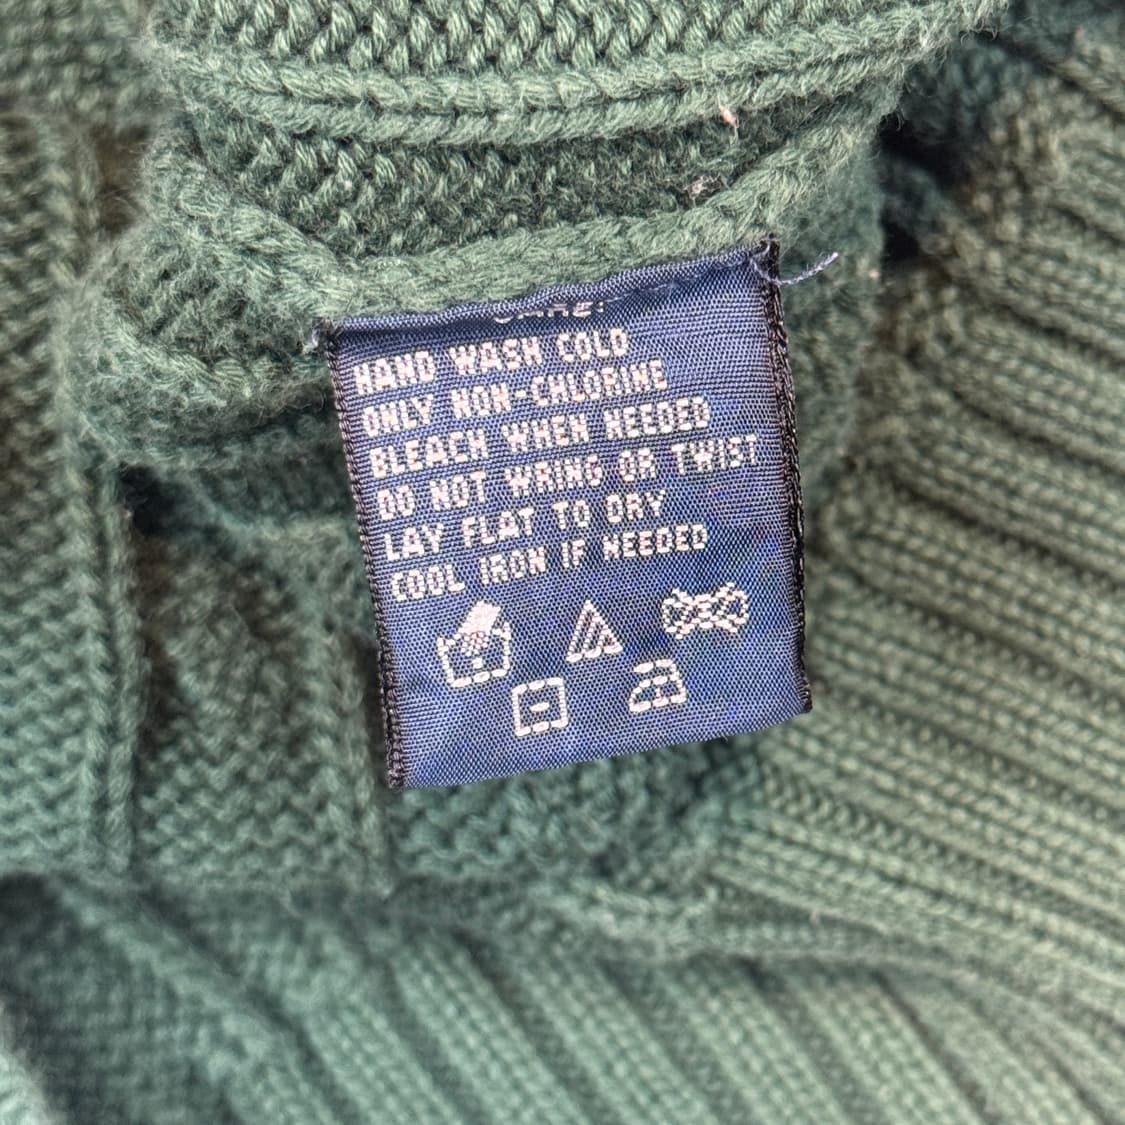 CARE:
HAND WASH COLD
ONLY NON-CHLORINE
BLEACH WHEN NEEDED
DO NOT WRING OR TWIST
LAY FLAT TO DRY
COOL IRON IF NEEDED